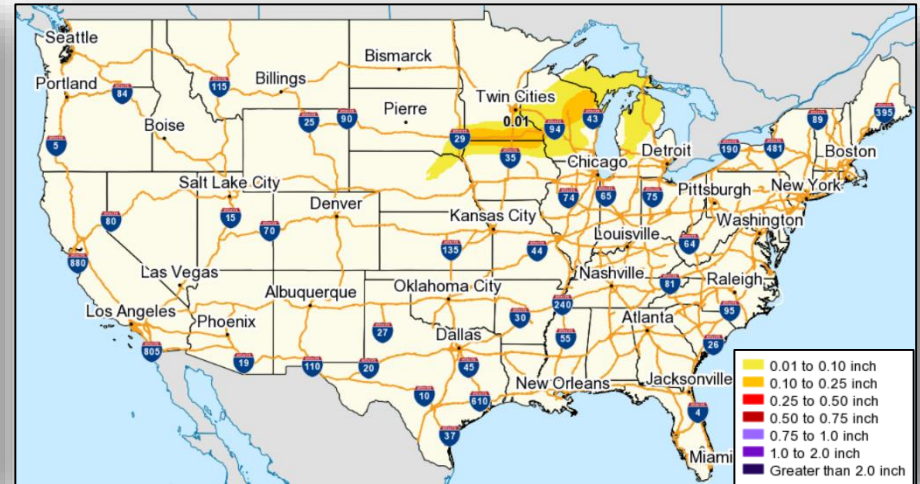 Seattle
Bismarck
Portland
115
Billings
Twin Cities
395
84
Pierre
0.01
94
43
89
5
Boise
25
90
29
35
190
481
Detroit
Boston
Chicago
Salt Lake City
74
65
75
Pittsburgh
New York
80
15
Denver
Kansas City
Washington
70
135
44
Louisville
64
880
Las Vegas
Nashville
81
Raleigh
Albuquerque
Oklahoma City
240
95
Los Angeles
Phoenix
27
30
55
Atlanta
26
805
19
110
20
Dallas
45
10
610
New Orleans
Jacksonville
37
4
Miami
0.01 to 0.10 inch
0.10 to 0.25 inch
0.25 to 0.50 inch
0.50 to 0.75 inch
0.75 to 1.0 inch
1.0 to 2.0 inch
Greater than 2.0 inch